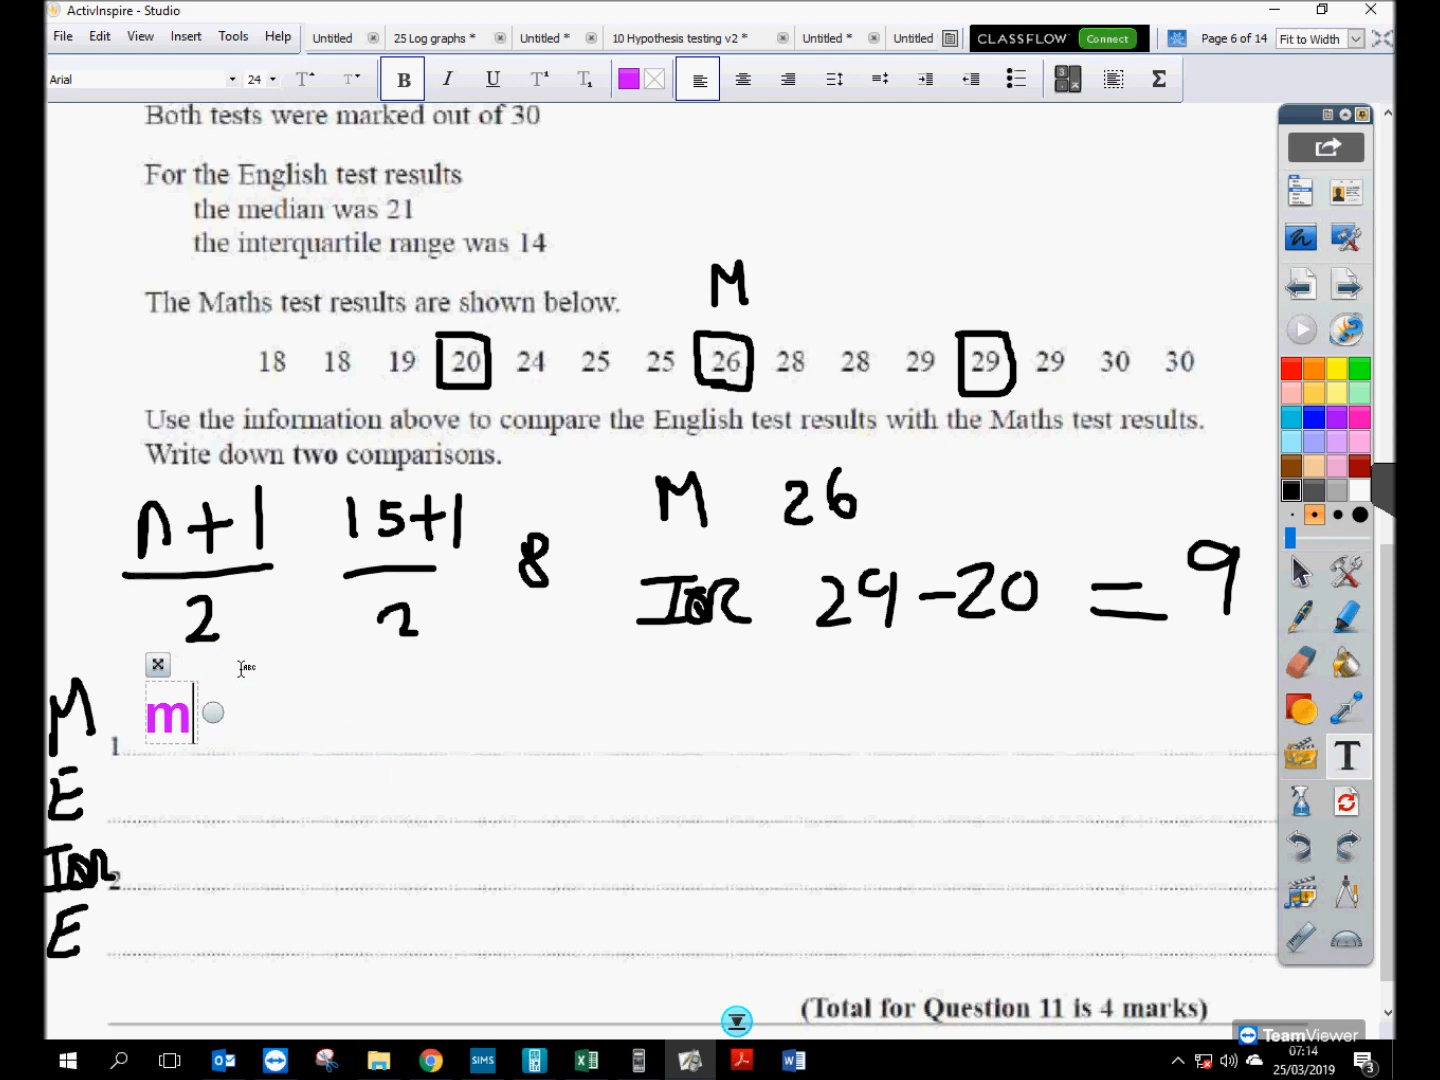 ActivInspire - Studio
File Edit View Insert Tools Help Untitled 25 Log graphs * Untitled * 10 Hypothesis testing v2 * Untitled * Untitled CLASSFLOW Connect Page 6 of 14 Fit to Width
Arial 24 B I U T T Σ
Both tests were marked out of 30
For the English test results
the median was 21
the interquartile range was 14
M
The Maths test results are shown below.
18 18 19 20 24 25 25 26 28 28 29 29 29 30 30
Use the information above to compare the English test results with the Maths test results.
Write down two comparisons.
n+1 15+1 8 M 26
2 2 IQR 29-20 = 9
ABC
M m
1
E
IQR 2
E
T
(Total for Question 11 is 4 marks)
TeamViewer
SIMS
07:14
25/03/2019
3